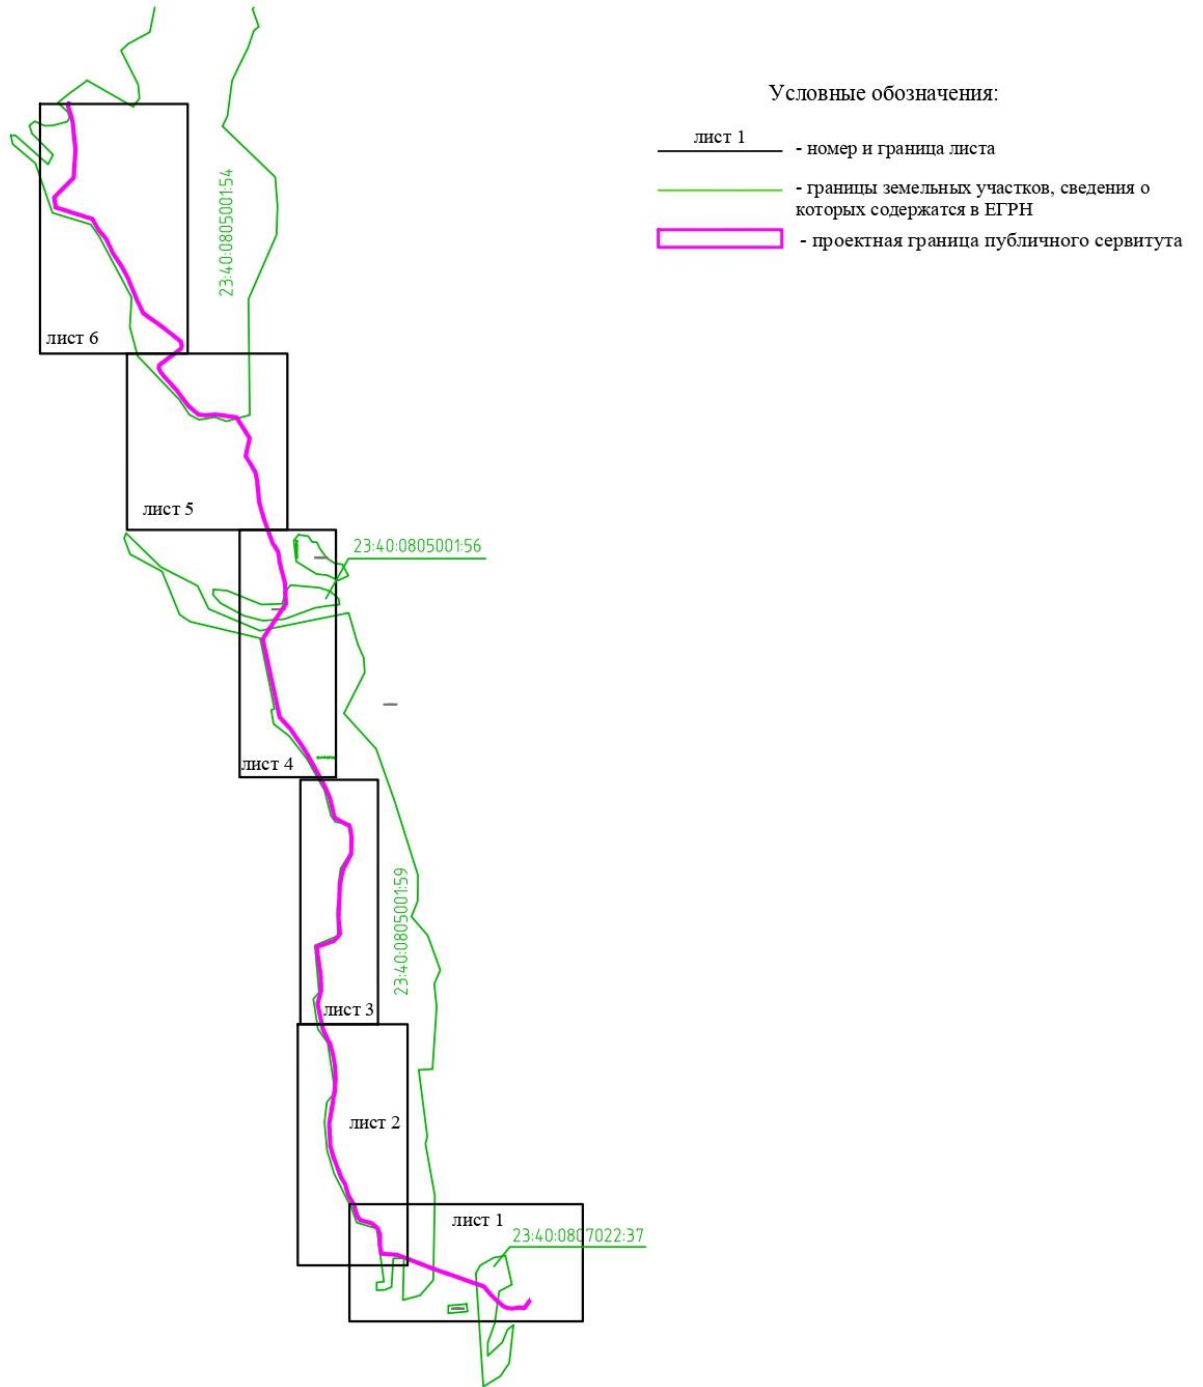 Условные обозначения:
лист 1
- номер и граница листа
- границы земельных участков, сведения о
которых содержатся в ЕГРН
- проектная граница публичного сервитута
23:40:0805001:54
лист 6
лист 5
23:40:0805001:56
лист 4
23:40:0805001:59
лист 3
лист 2
лист 1
23:40:0807022:37